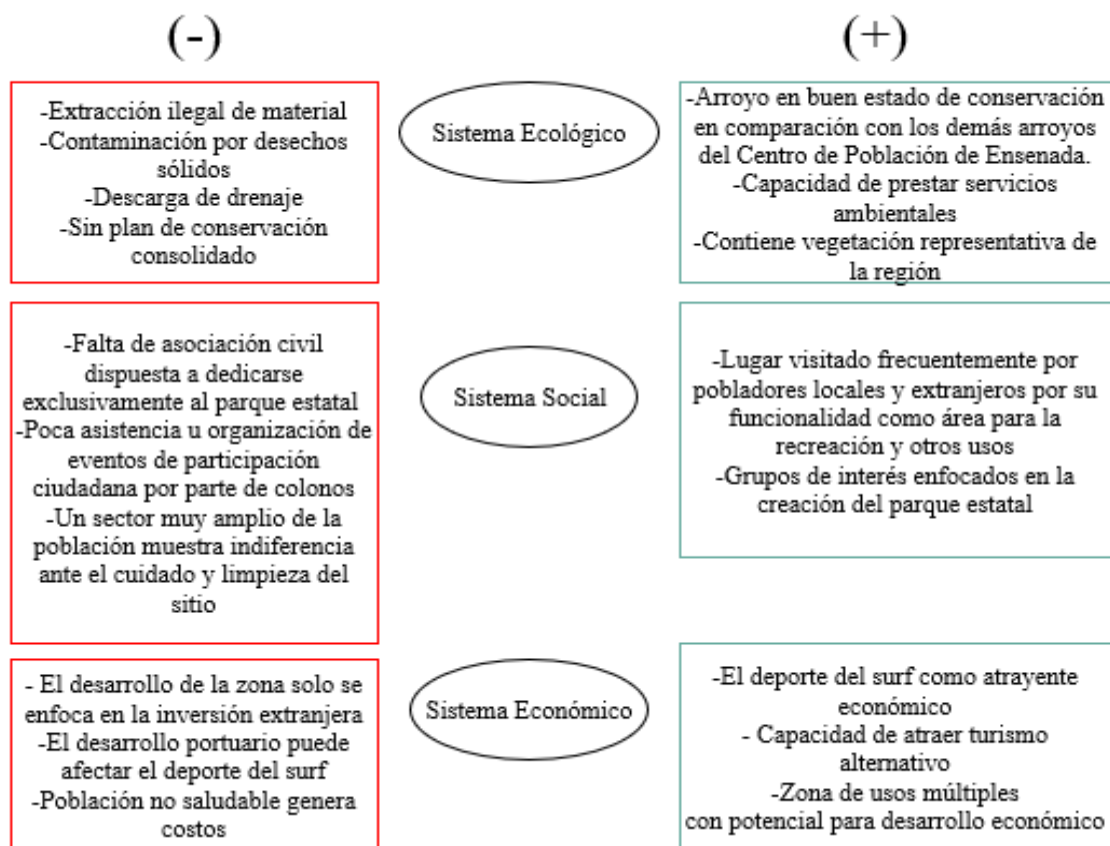 (-)
(+)
-Extracción ilegal de material
-Contaminación por desechos
sólidos
-Descarga de drenaje
-Sin plan de conservación
consolidado
Sistema Ecológico
-Arroyo en buen estado de conservación
en comparación con los demás arroyos
del Centro de Población de Ensenada.
-Capacidad de prestar servicios
ambientales
-Contiene vegetación representativa de
la región
-Falta de asociación civil
dispuesta a dedicarse
exclusivamente al parque estatal
-Poca asistencia u organización de
eventos de participación
ciudadana por parte de colonos
-Un sector muy amplio de la
población muestra indiferencia
ante el cuidado y limpieza del
sitio
Sistema Social
-Lugar visitado frecuentemente por
pobladores locales y extranjeros por su
funcionalidad como área para la
recreación y otros usos
-Grupos de interés enfocados en la
creación del parque estatal
- El desarrollo de la zona solo se
enfoca en la inversión extranjera
-El desarrollo portuario puede
afectar el deporte del surf
-Población no saludable genera
costos
Sistema Económico
-El deporte del surf como atrayente
económico
- Capacidad de atraer turismo
alternativo
-Zona de usos múltiples
con potencial para desarrollo económico